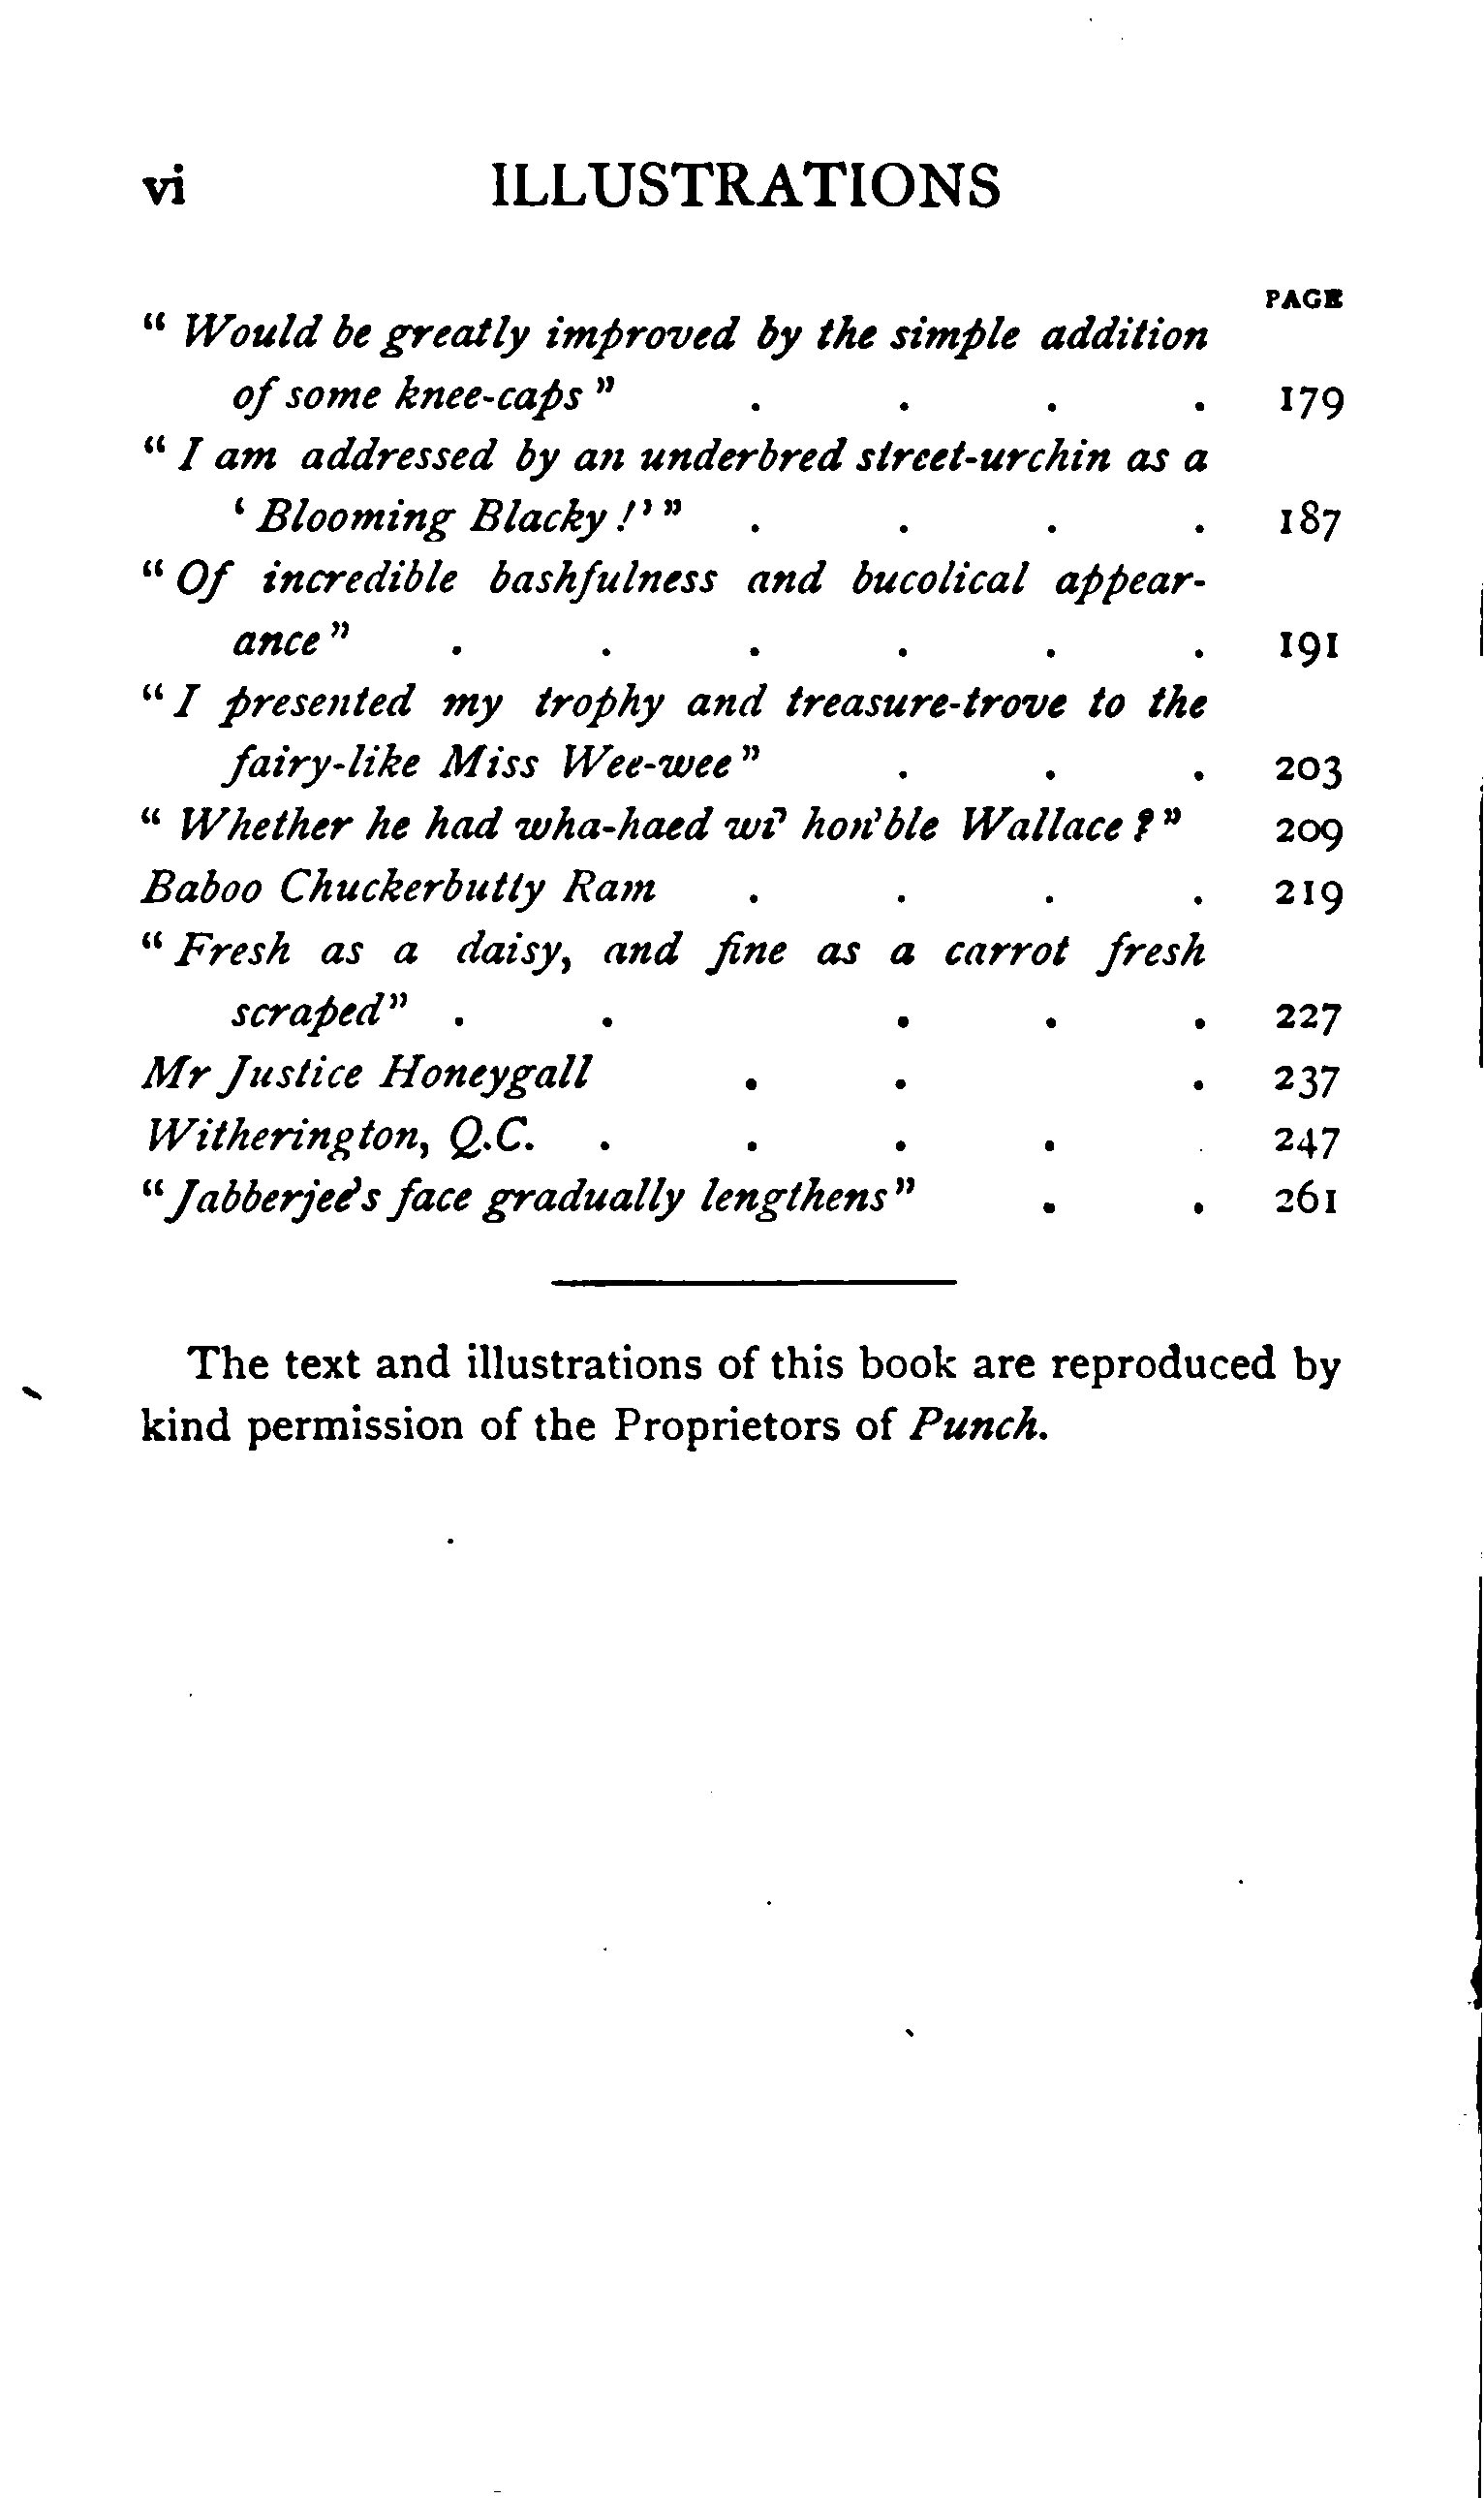 vi ILLUSTRATIONS
PAGE
“ Would be greatly improved by the simple addition
of some knee-caps ” . . . . 179
“ I am addressed by an underbred street-urchin as a
‘ Blooming Blacky !’ ” . . . . 187
“ Of incredible bashfulness and bucolical appear-
ance ” . . . . . . 191
“ I presented my trophy and treasure-trove to the
fairy-like Miss Wee-wee ” . . . 203
“ Whether he had wha-haed wi’ hon’ble Wallace ? ” 209
Baboo Chuckerbutty Ram . . . . 219
“ Fresh as a daisy, and fine as a carrot fresh
scraped” . . . . . 227
Mr Justice Honeygall . . . 237
Witherington, Q.C. . . . . . 247
“ Jabberjee’s face gradually lengthens ” . . 261
The text and illustrations of this book are reproduced by
kind permission of the Proprietors of Punch.